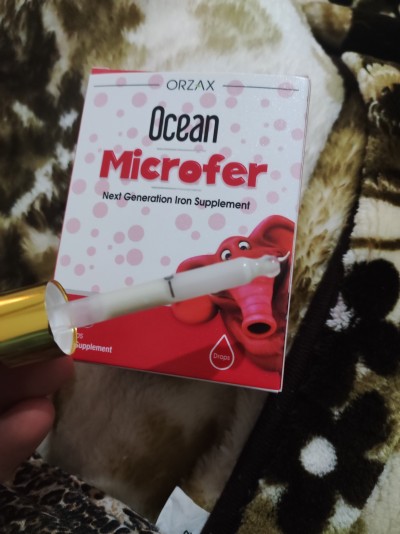 ORZAX
Ocean
Microfer
Next Generation Iron Supplement
Drops
Supplement